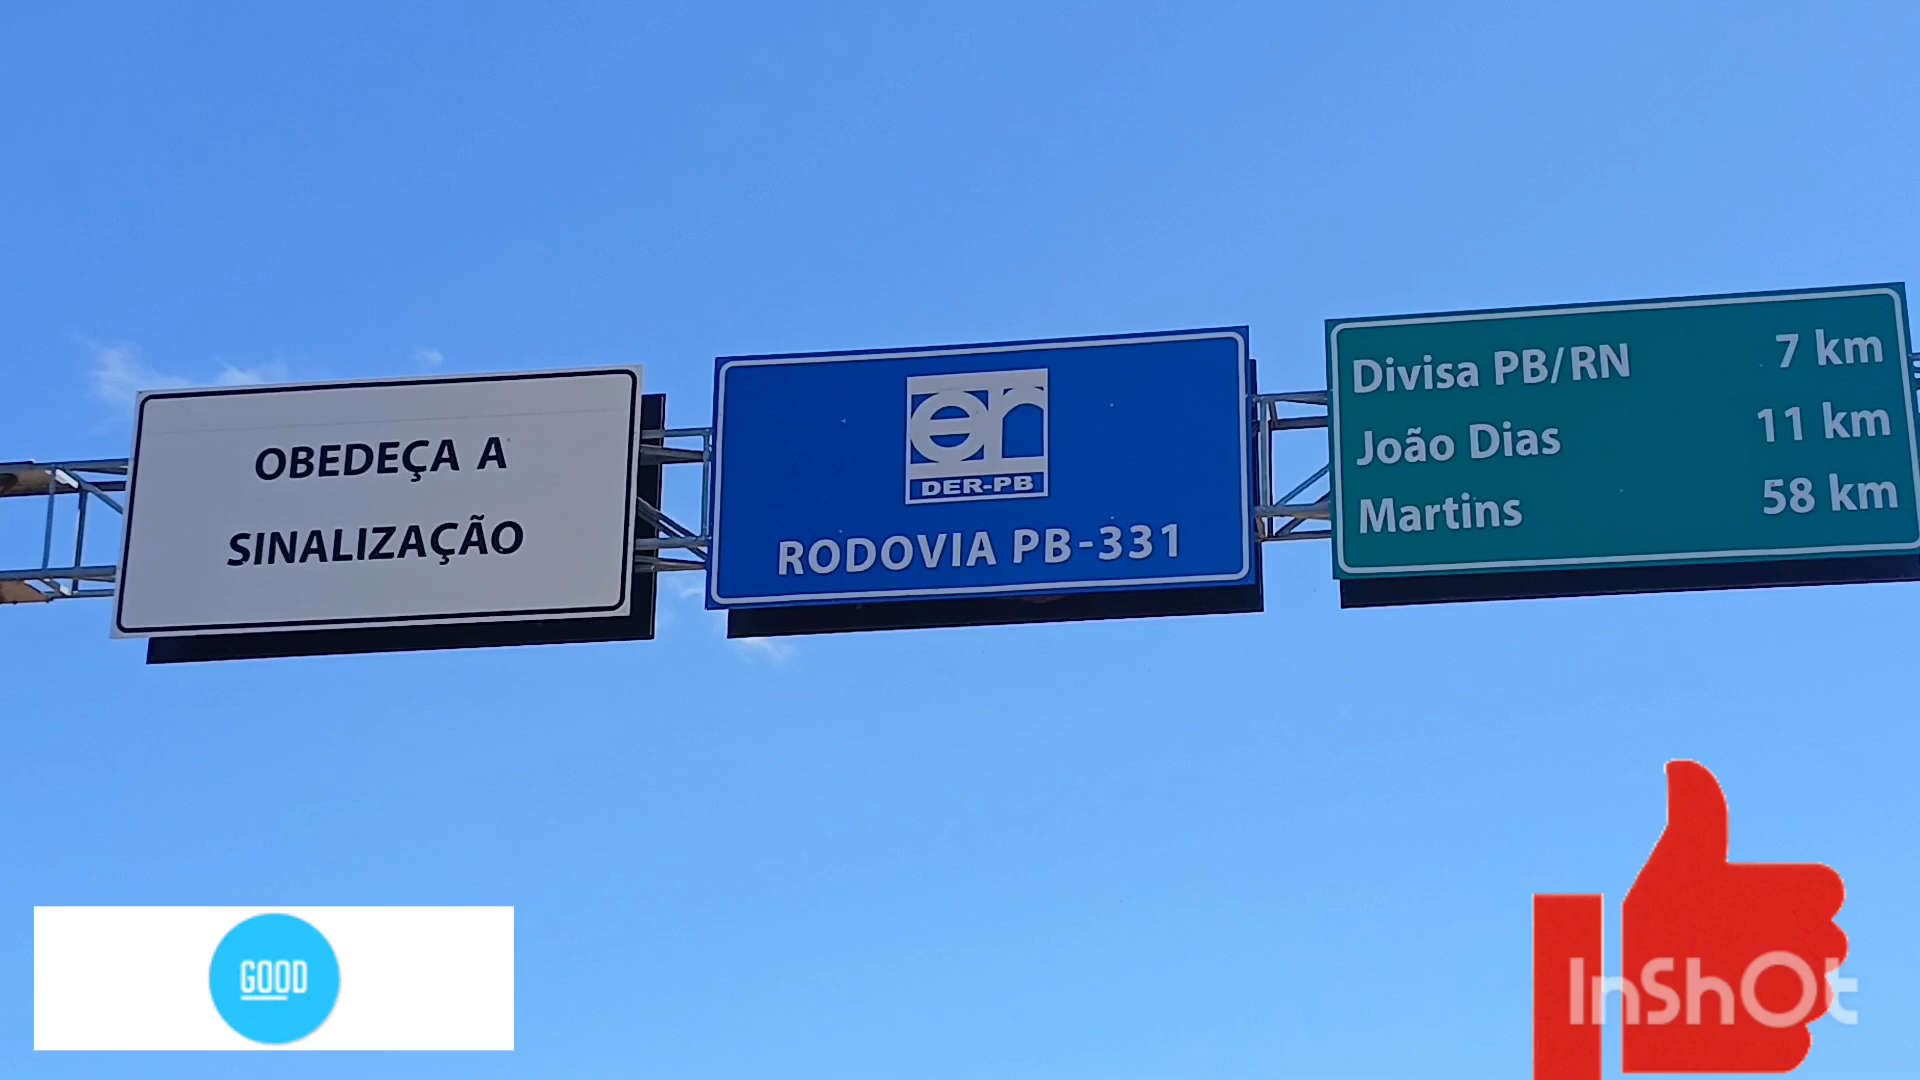 OBEDEÇA A
SINALIZAÇÃO
er
DER-PB
RODOVIA PB-331
Divisa PB/RN 7 km
João Dias 11 km
Martins 58 km
GOOD
InShOt